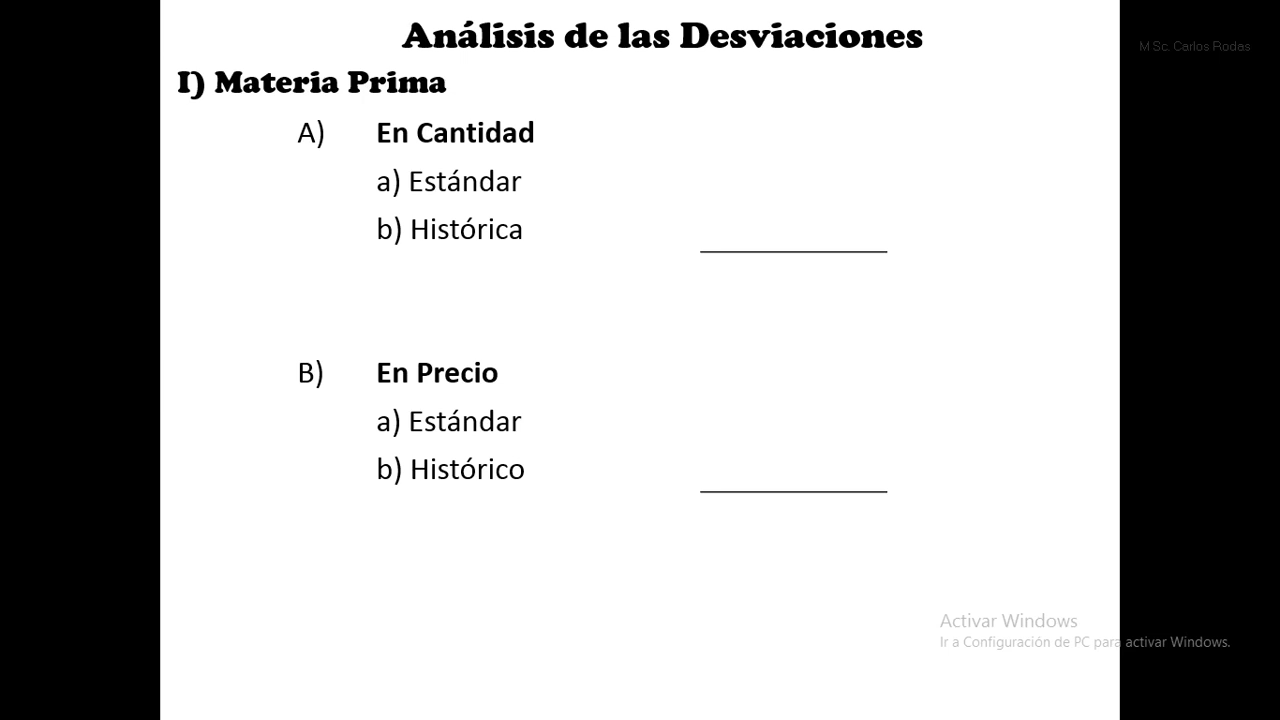 Análisis de las Desviaciones
M Sc. Carlos Rodas
I) Materia Prima
A) En Cantidad
a) Estándar
b) Histórica
B) En Precio
a) Estándar
b) Histórico
Activar Windows
Ir a Configuración de PC para activar Windows.